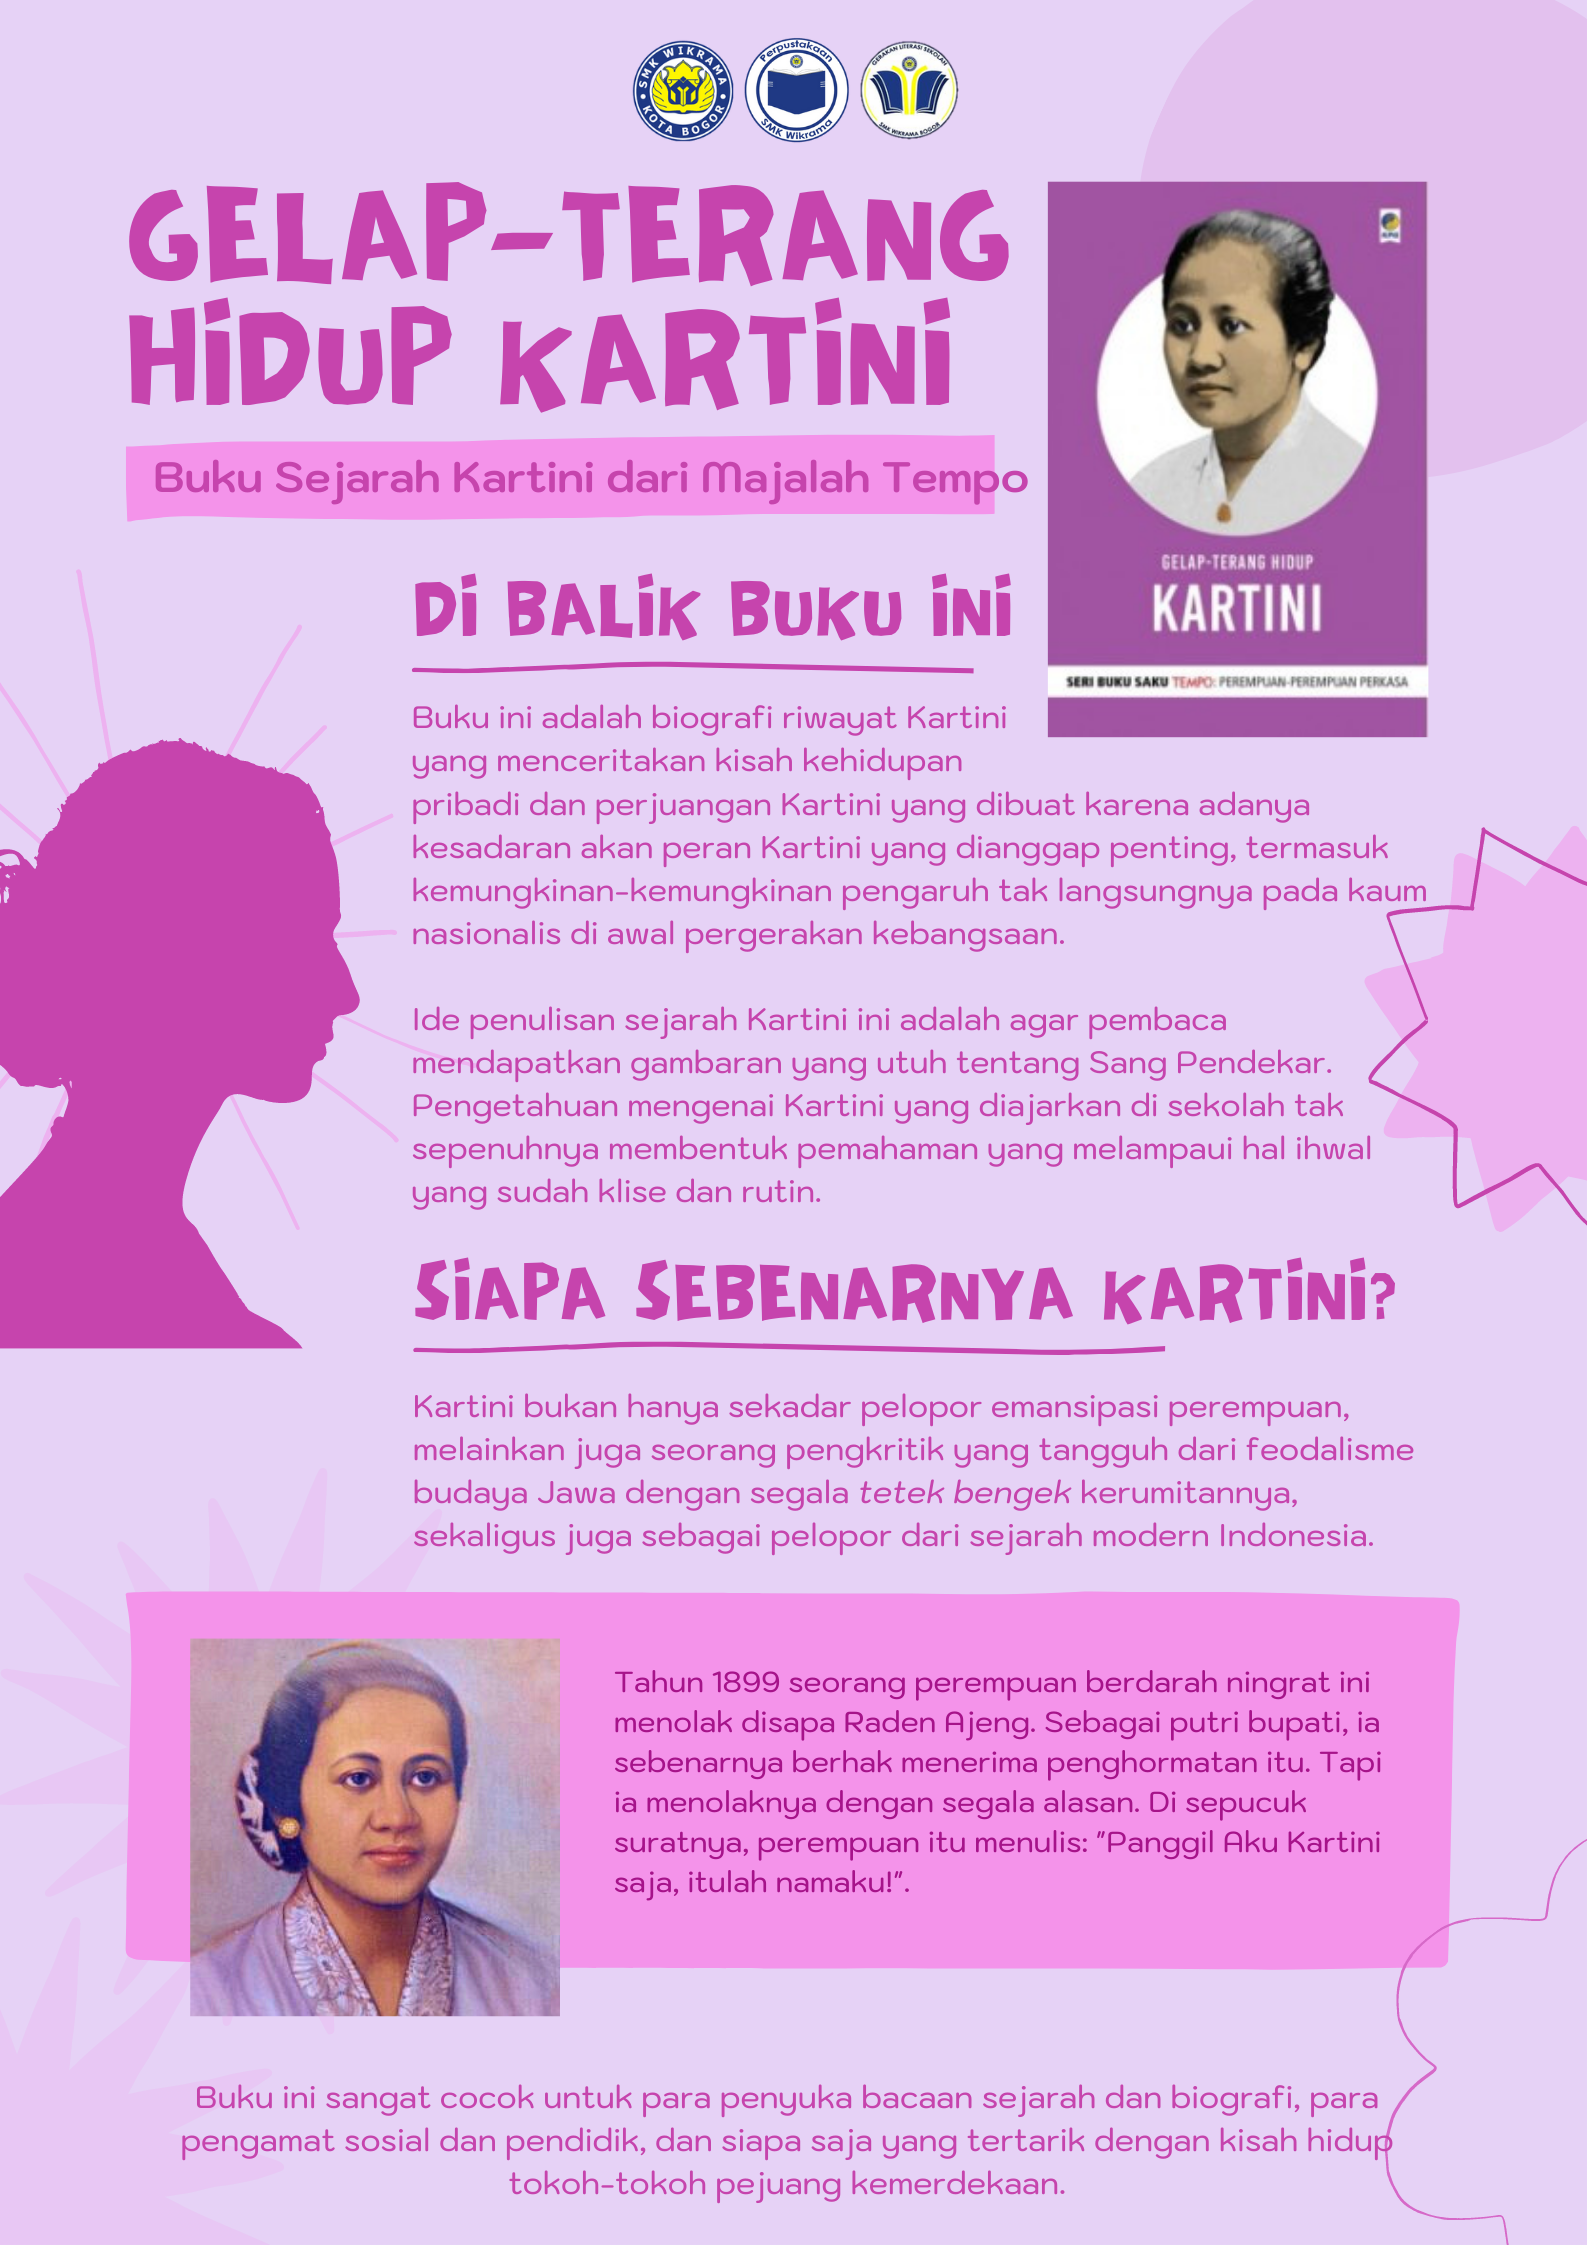 SMK WIKRAMA
KOTA BOGOR
Perpustakaan
SMK Wikrama
GERAKAN LITERASI SEKOLAH
SMK WIKRAMA BOGOR
GELAP-TERANG
HIDUP KARTINI
Buku Sejarah Kartini dari Majalah Tempo
GELAP-TERANG HIDUP
KARTINI
SERI BUKU SAKU TEMPO: PEREMPUAN-PEREMPUAN PERKASA
DI BALIK BUKU INI
Buku ini adalah biografi riwayat Kartini
yang menceritakan kisah kehidupan
pribadi dan perjuangan Kartini yang dibuat karena adanya
kesadaran akan peran Kartini yang dianggap penting, termasuk
kemungkinan-kemungkinan pengaruh tak langsungnya pada kaum
nasionalis di awal pergerakan kebangsaan.
Ide penulisan sejarah Kartini ini adalah agar pembaca
mendapatkan gambaran yang utuh tentang Sang Pendekar.
Pengetahuan mengenai Kartini yang diajarkan di sekolah tak
sepenuhnya membentuk pemahaman yang melampaui hal ihwal
yang sudah klise dan rutin.
SIAPA SEBENARNYA KARTINI?
Kartini bukan hanya sekadar pelopor emansipasi perempuan,
melainkan juga seorang pengkritik yang tangguh dari feodalisme
budaya Jawa dengan segala tetek bengek kerumitannya,
sekaligus juga sebagai pelopor dari sejarah modern Indonesia.
Tahun 1899 seorang perempuan berdarah ningrat ini
menolak disapa Raden Ajeng. Sebagai putri bupati, ia
sebenarnya berhak menerima penghormatan itu. Tapi
ia menolaknya dengan segala alasan. Di sepucuk
suratnya, perempuan itu menulis: "Panggil Aku Kartini
saja, itulah namaku!".
Buku ini sangat cocok untuk para penyuka bacaan sejarah dan biografi, para
pengamat sosial dan pendidik, dan siapa saja yang tertarik dengan kisah hidup
tokoh-tokoh pejuang kemerdekaan.